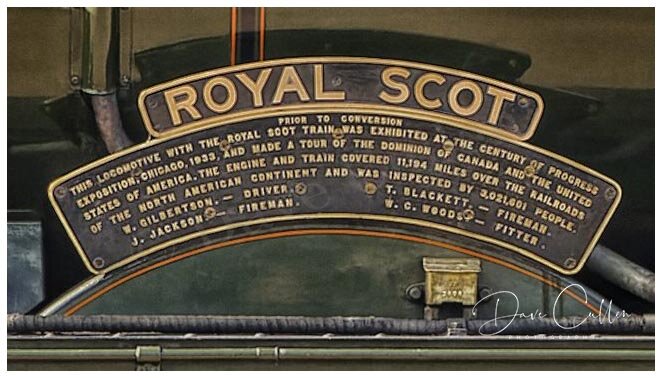 ROYAL SCOT
PRIOR TO CONVERSION
THIS LOCOMOTIVE WITH THE ROYAL SCOT TRAIN WAS EXHIBITED AT THE CENTURY OF PROGRESS
EXPOSITION, CHICAGO, 1933, AND MADE A TOUR OF THE DOMINION OF CANADA AND THE UNITED
STATES OF AMERICA. THE ENGINE AND TRAIN COVERED 11,194 MILES OVER THE RAILROADS
OF THE NORTH AMERICAN CONTINENT AND WAS INSPECTED BY 3,021,601 PEOPLE.
W. GILBERTSON. – DRIVER. T. BLACKETT. – FIREMAN.
J. JACKSON – FIREMAN. W. C. WOODS – FITTER.
Dave Cullen
PHOTOGRAPHY